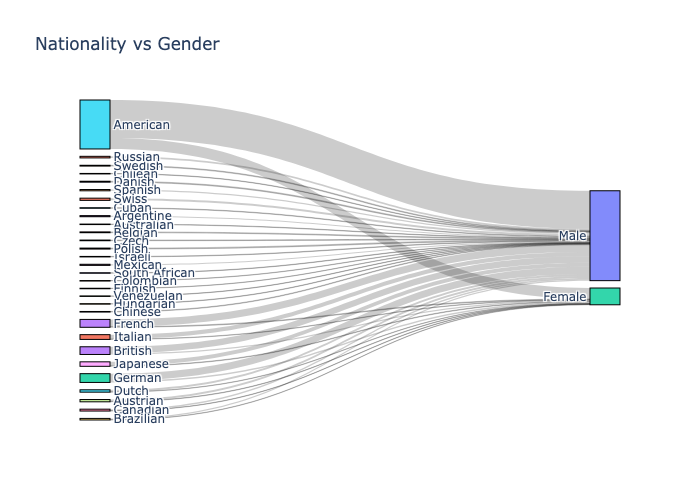 Nationality vs Gender
American
Russian
Swedish
Chilean
Danish
Spanish
Swiss
Cuban
Argentine
Australian
Belgian
Czech
Polish
Israeli
Mexican
South African
Colombian
Finnish
Venezuelan
Hungarian
Chinese
French
Italian
British
Japanese
German
Dutch
Austrian
Canadian
Brazilian
Male
Female